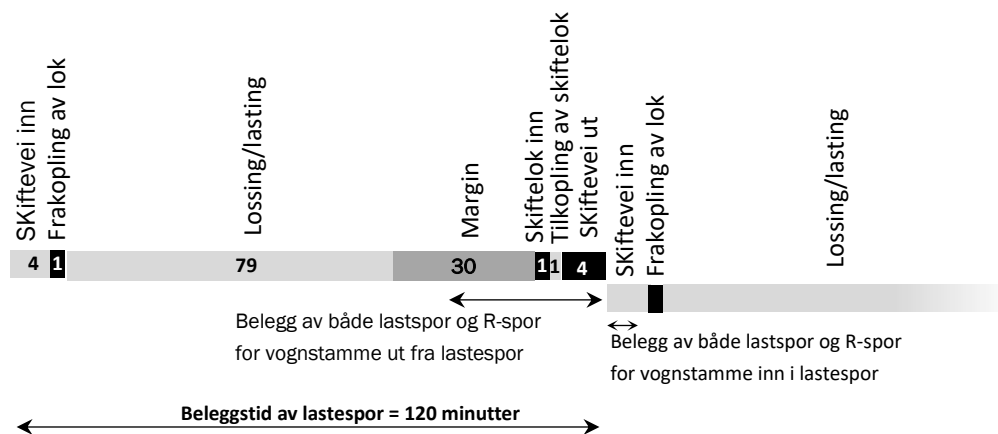 SKiftevei inn
Frakopling av lok
Lossing/lasting
Margin
Skiftelok inn
Tilkopling av skiftelok
SKiftevei ut
SKiftevei inn
Frakopling av lok
Lossing/lasting
4 1 79 30 1 1 4
Belegg av både lastspor og R-spor
for vognstamme ut fra lastespor
Belegg av både lastspor og R-spor
for vognstamme inn i lastespor
Beleggstid av lastespor = 120 minutter